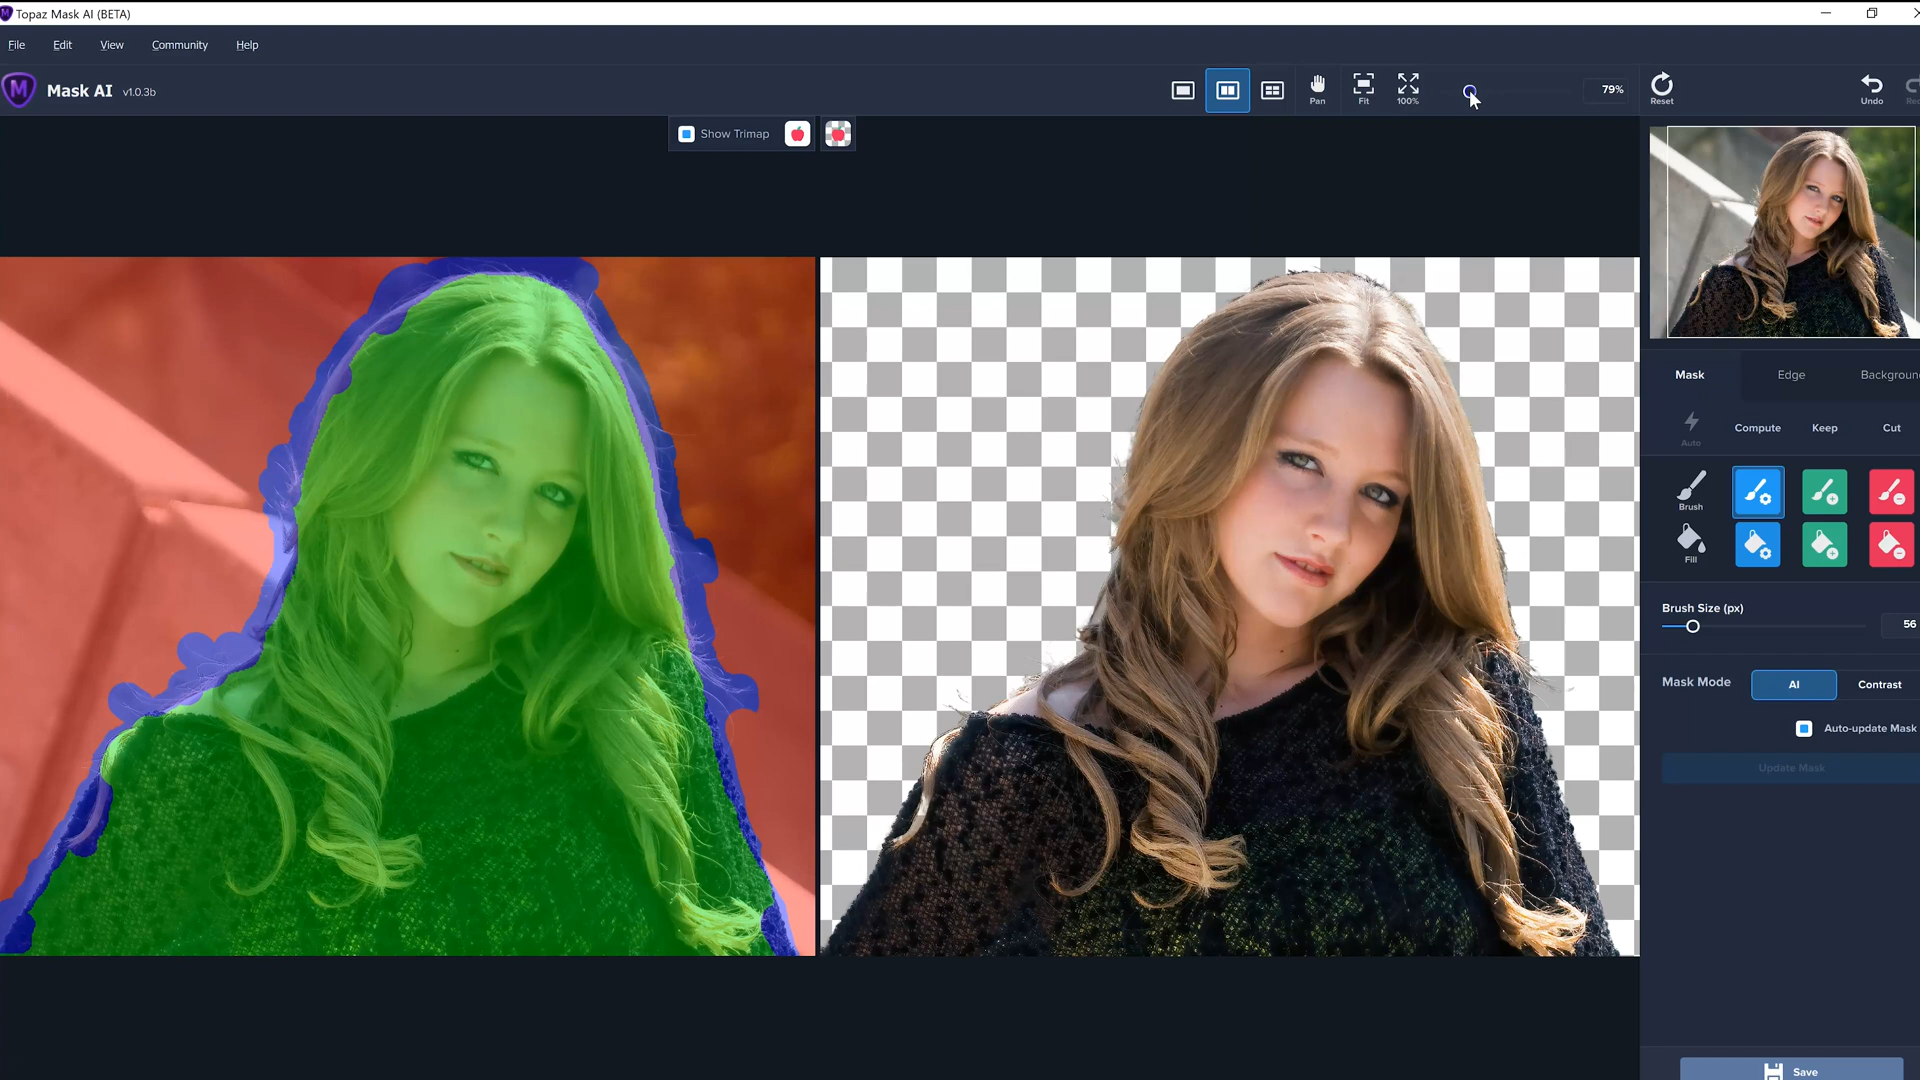 Topaz Mask AI (BETA)
File Edit View Community Help
Mask AI v1.0.3b
Pan Fit 100% 79% Reset Undo
Show Trimap
Mask Edge
Auto Compute Keep Cut
Brush
Fill
Brush Size (px)
56
Mask Mode AI Contrast
Auto-update Mask
Update Mask
Save